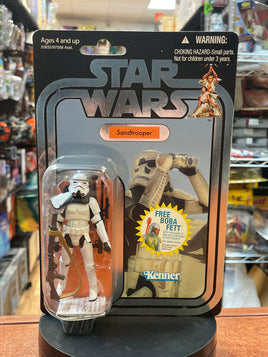 Ages 4 and up
WARNING:
CHOKING HAZARD-Small parts.
Not for children under 3 years.
STAR
WARS
Sandtrooper
FREE
BOBA
FETT
Kenner